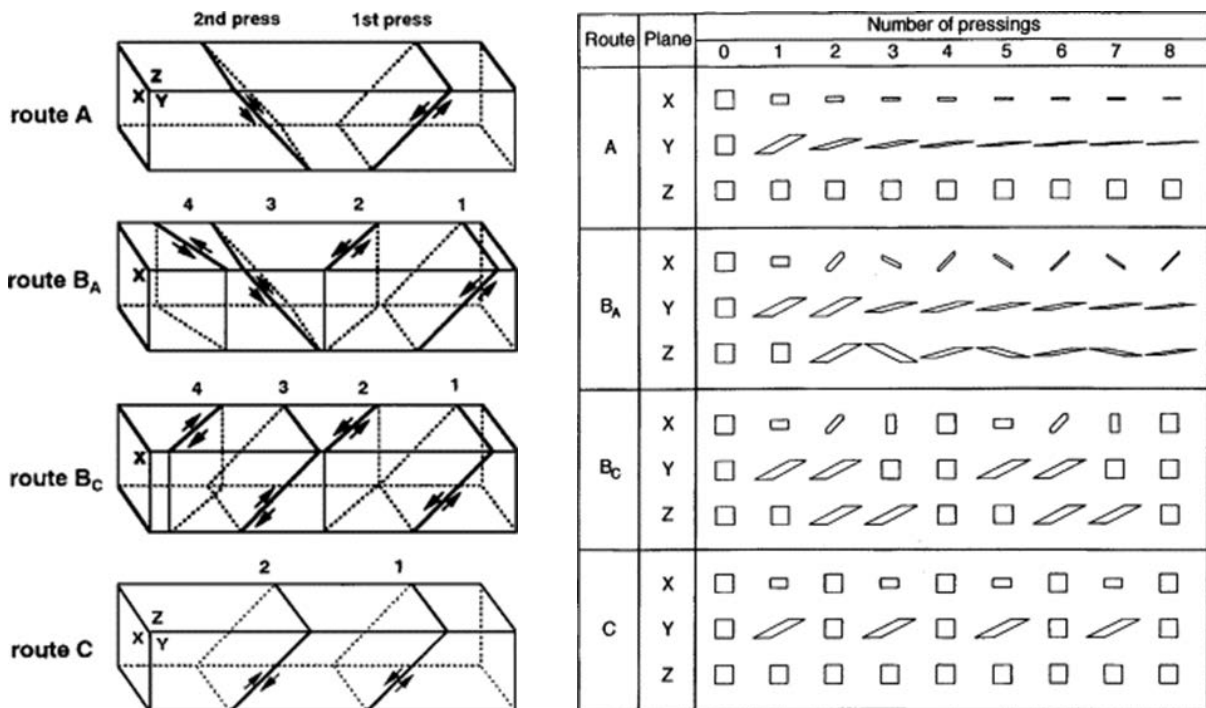 2nd press 1st press
Z
X Y
route A
4 3 2 1
X
route BA
4 3 2 1
X
route BC
2 1
Z
X Y
route C
Route Plane Number of pressings
0 1 2 3 4 5 6 7 8
X
A Y
Z
X
BA Y
Z
X
BC Y
Z
X
C Y
Z